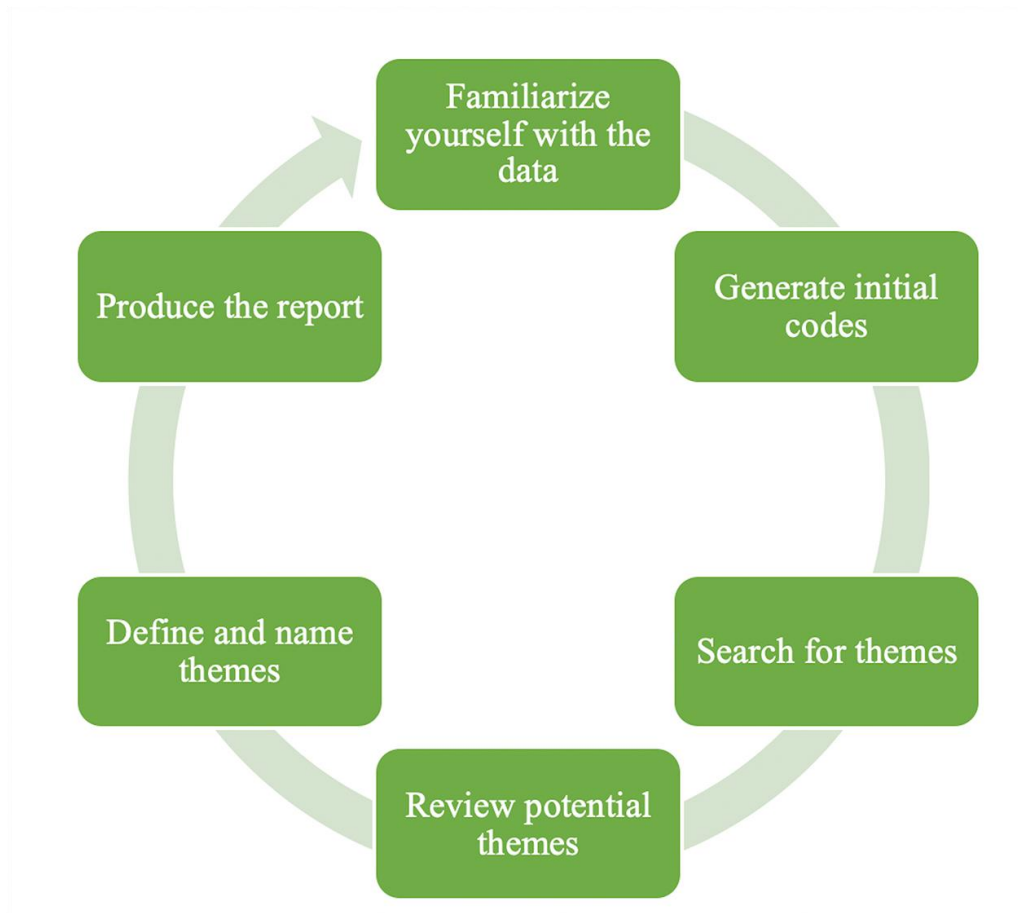 Familiarize
yourself with the
data
Generate initial
codes
Search for themes
Review potential
themes
Define and name
themes
Produce the report